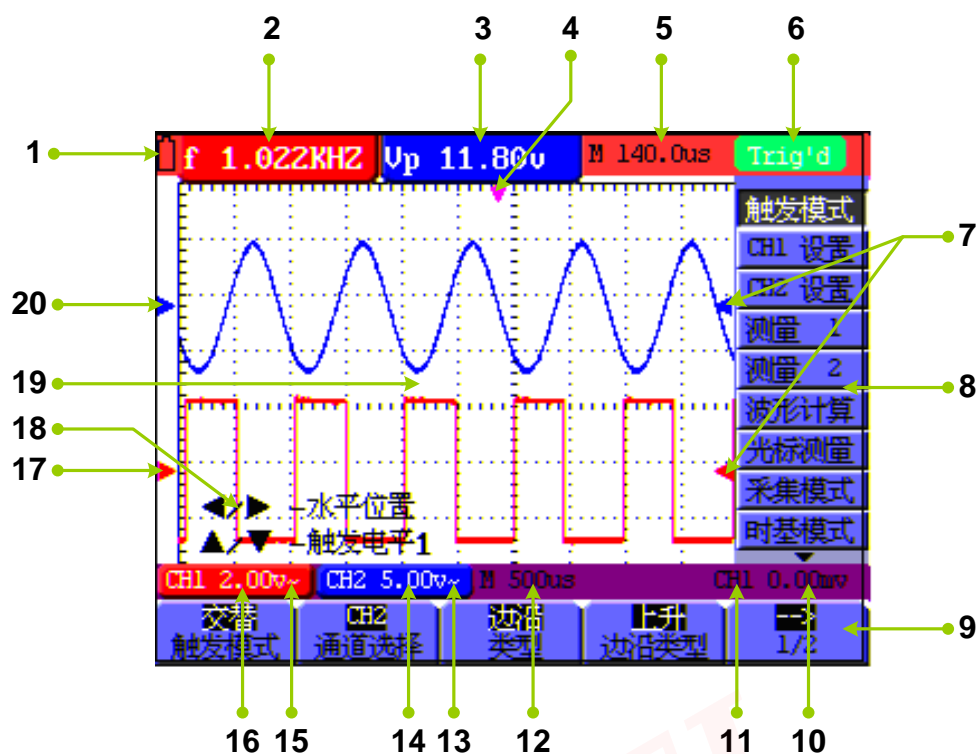 2 3 4 5 6
1
f 1.022KHZ Vp 11.80v M 140.0us Trig'd
触发模式
7
CH1 设置
CH2 设置
20
测量 1
测量 2
8
19
波形计算
18
光标测量
17
采集模式
◀/▶ -水平位置
时基模式
▲/▼ -触发电平1
CH1 2.00v~ CH2 5.00v~ M 500us CH1 0.00mv
交替 CH2 边沿 上升 -->
9
触发模式 通道选择 类型 边沿类型 1/2
16 15 14 13 12 11 10